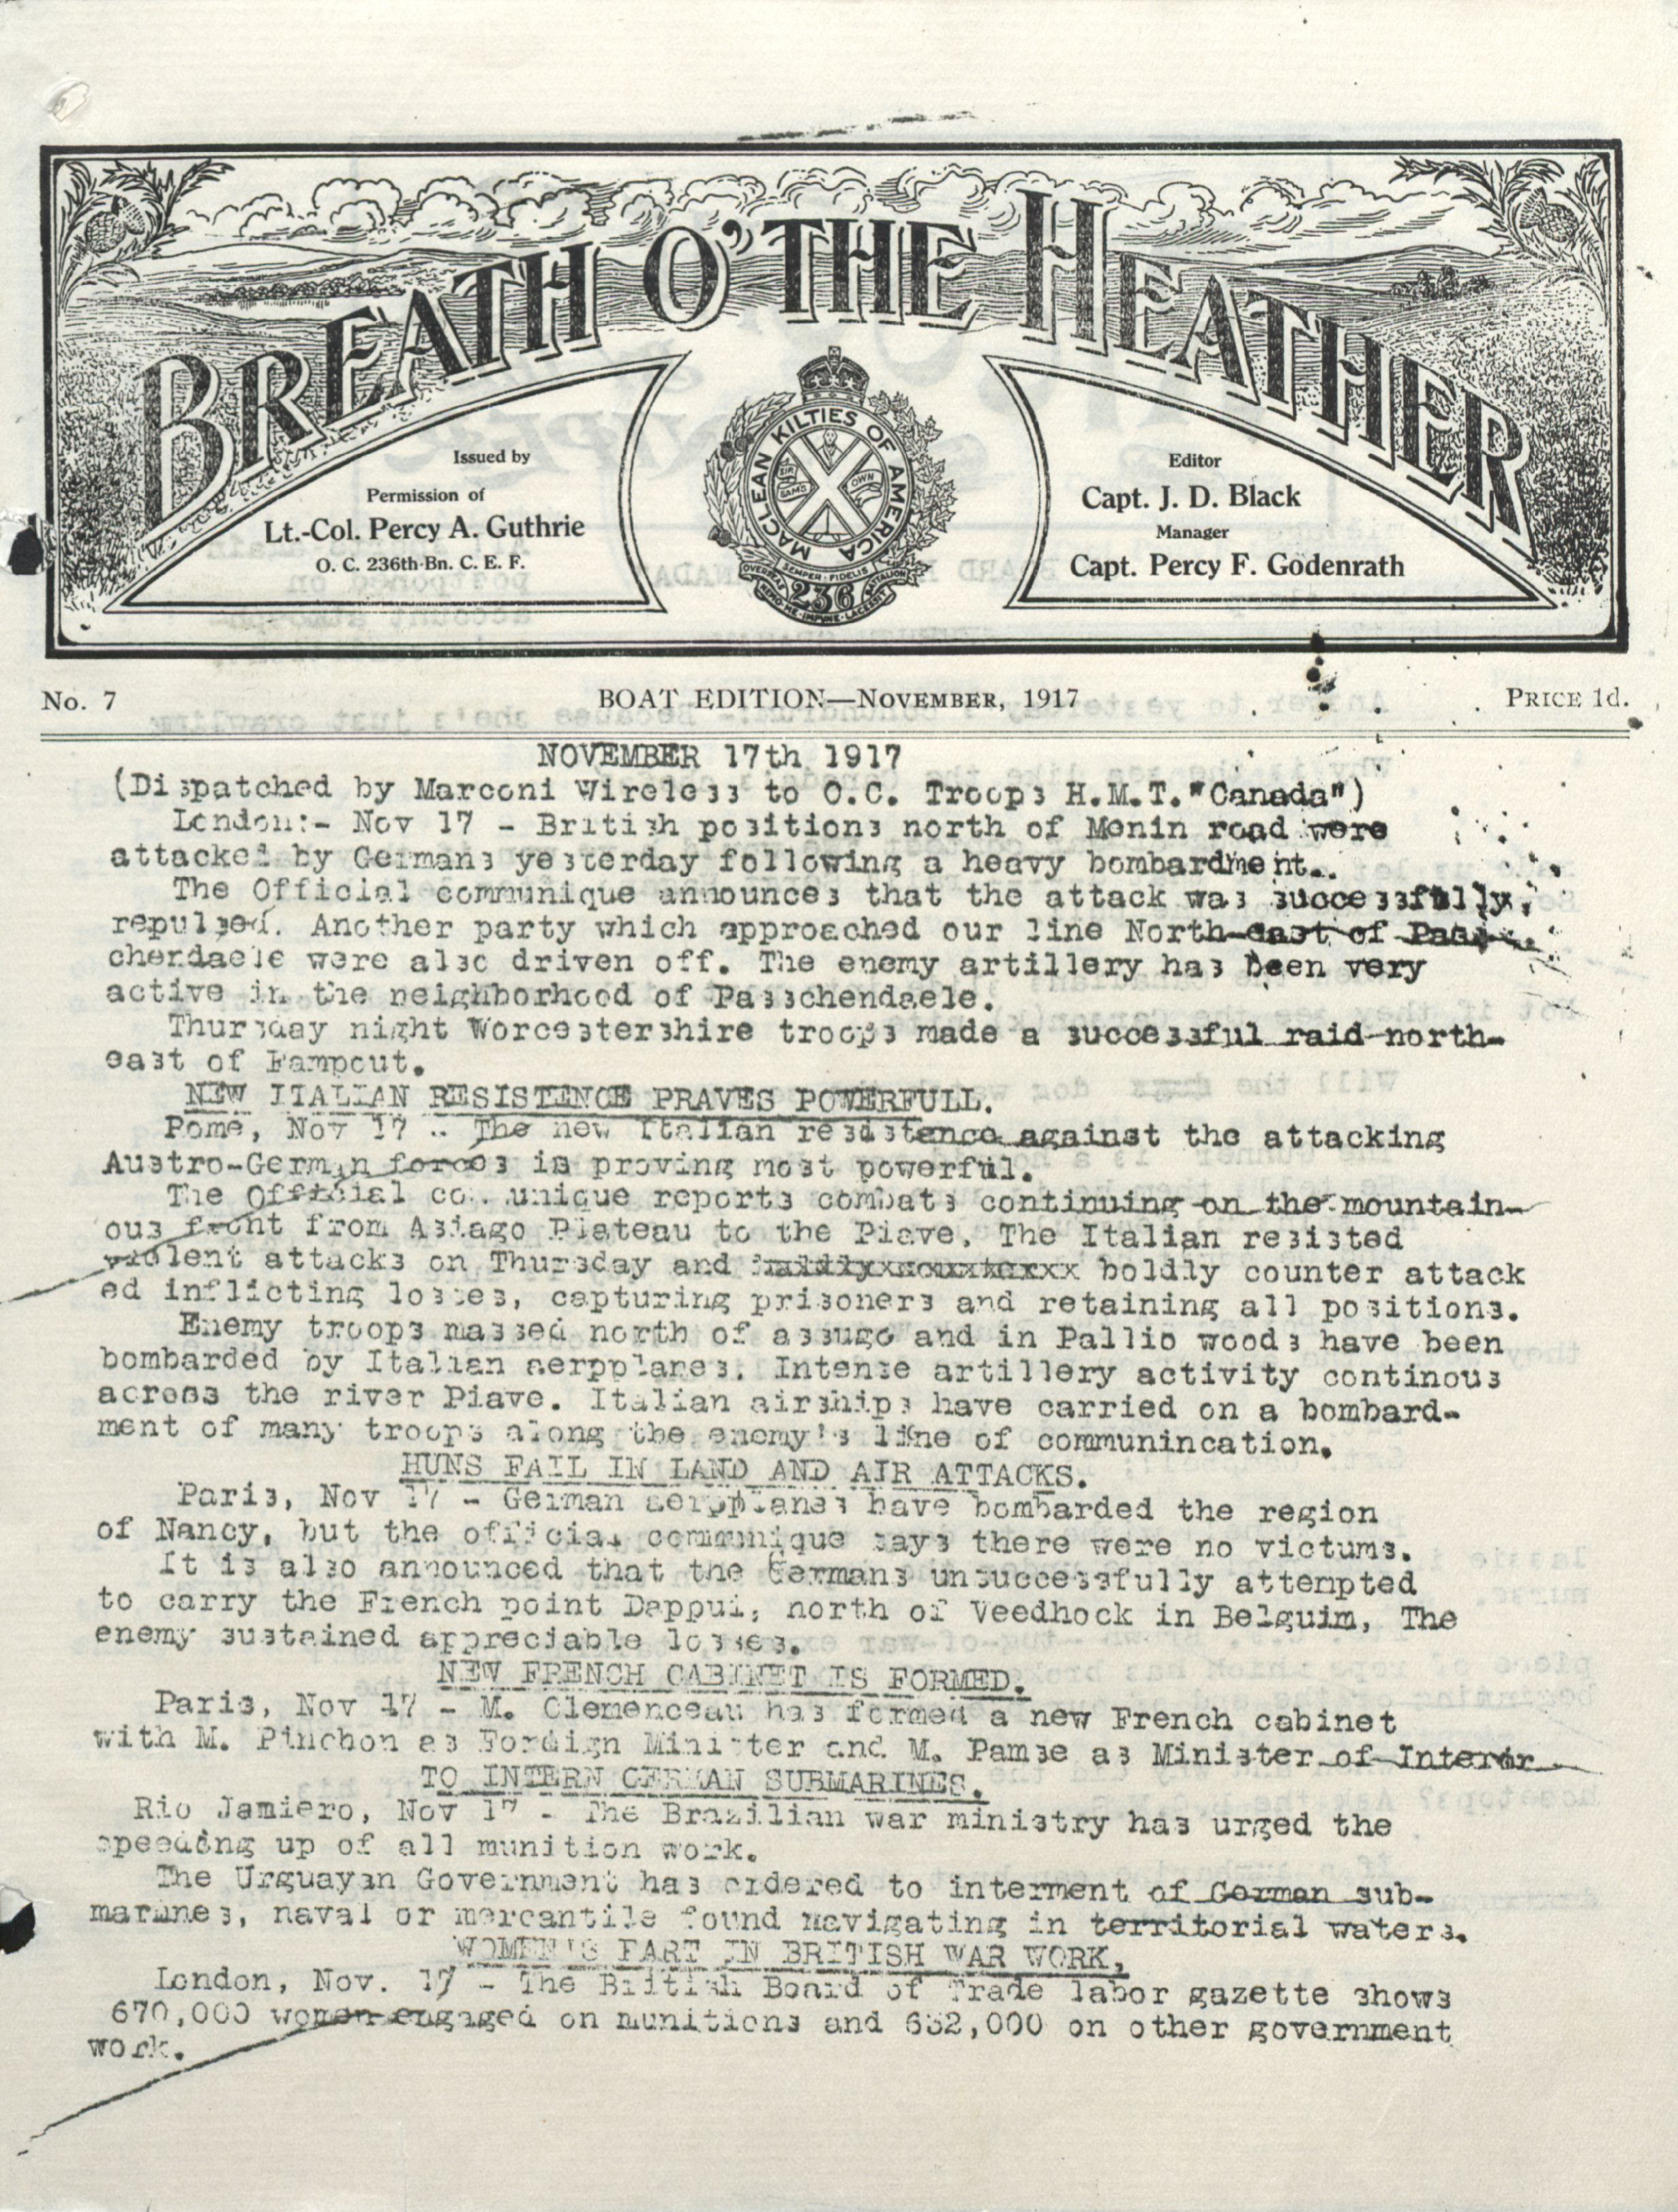 BREATH O' THE HEATHER
Issued by
Permission of
Lt.-Col. Percy A. Guthrie
O. C. 236th Bn. C. E. F.
MACLEAN KILTIES OF AMERICA
SIR SAM'S OWN
SEMPER · FIDELIS
OVERSEAS BATTALION
236
NEMO·ME·IMPUNE·LACESSIT
Editor
Capt. J. D. Black
Manager
Capt. Percy F. Godenrath
No. 7 BOAT EDITION—NOVEMBER, 1917 PRICE 1d.
NOVEMBER 17th 1917
(Dispatched by Marconi Wireless to O.C. Troops H.M.T."Canada")
London:- Nov 17 - British positions north of Menin road were
attacked by Germans yesterday following a heavy bombardment..
The Official communique announces that the attack was successfully
repulsed. Another party which approached our line North-east of Pass-
chendaele were also driven off. The enemy artillery has been very
active in the neighborhood of Passchendaele.
Thursday night Worcestershire troops made a successful raid north-
east of Fampout.
NEW ITALIAN RESISTENCE PRAVES POWERFULL.
Rome, Nov 17 - The new Italian resistence against the attacking
Austro-German forces is proving most powerful.
The Official communique reports combats continuing on the mountain-
ous front from Asiago Plateau to the Piave. The Italian resisted
violent attacks on Thursday and boldly counter attack
ed inflicting losses, capturing prisoners and retaining all positions.
Enemy troops massed north of assugo and in Pallio woods have been
bombarded by Italian aerpplanes. Intense artillery activity continous
across the river Piave. Italian airships have carried on a bombard-
ment of many troops along the enemy's line of communincation.
HUNS FAIL IN LAND AND AIR ATTACKS.
Paris, Nov 17 - German aeropplanes have bombarded the region
of Nancy, but the official communique says there were no victums.
It is also announced that the Germans unsuccessfully attempted
to carry the French point Dappui, north of Veedhock in Belguim, The
enemy sustained appreciable losses.
NEW FRENCH CABINET IS FORMED.
Paris, Nov 17 - M. Clemenceau has formed a new French cabinet
with M. Pinchon as Fordign Minister and M. Pamse as Minister of Interor
TO INTERN GERMAN SUBMARINES.
Rio Jamiero, Nov 17 - The Brazilian war ministry has urged the
speeding up of all munition work.
The Urguayan Government has ordered to interment of German sub-
marines, naval or mercantile found navigating in territorial waters.
WOMEN'S PART IN BRITISH WAR WORK,
London, Nov. 17 - The British Board of Trade labor gazette shows
670,000 women engaged on munitions and 632,000 on other government
work.